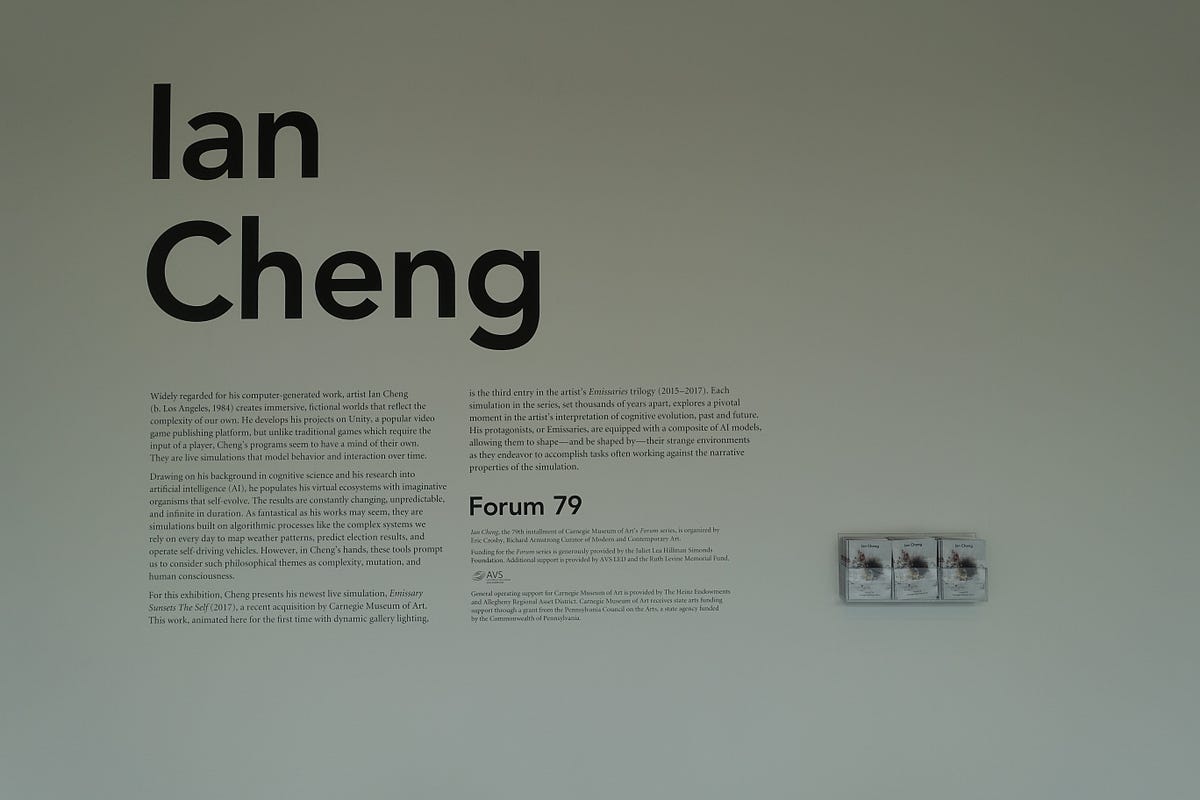 Ian
Cheng
Widely regarded for his computer-generated work, artist Ian Cheng
(b. Los Angeles, 1984) creates immersive, fictional worlds that reflect the
complexity of our own. He develops his projects on Unity, a popular video
game publishing platform, but unlike traditional games which require the
input of a player, Cheng's programs seem to have a mind of their own.
They are live simulations that model behavior and interaction over time.
Drawing on his background in cognitive science and his research into
artificial intelligence (AI), he populates his virtual ecosystems with imaginative
organisms that self-evolve. The results are constantly changing, unpredictable,
and infinite in duration. As fantastical as his works may seem, they are
simulations built on algorithmic processes like the complex systems we
rely on every day to map weather patterns, predict election results, and
operate self-driving vehicles. However, in Cheng's hands, these tools prompt
us to consider such philosophical themes as complexity, mutation, and
human consciousness.
For this exhibition, Cheng presents his newest live simulation, Emissary
Sunsets The Self (2017), a recent acquisition by Carnegie Museum of Art.
This work, animated here for the first time with dynamic gallery lighting,
is the third entry in the artist's Emissaries trilogy (2015–2017). Each
simulation in the series, set thousands of years apart, explores a pivotal
moment in the artist's interpretation of cognitive evolution, past and future.
His protagonists, or Emissaries, are equipped with a composite of AI models,
allowing them to shape—and be shaped by—their strange environments
as they endeavor to accomplish tasks often working against the narrative
properties of the simulation.
Forum 79
Ian Cheng, the 79th installment of Carnegie Museum of Art's Forum series, is organized by
Eric Crosby, Richard Armstrong Curator of Modern and Contemporary Art.
Funding for the Forum series is generously provided by the Juliet Lea Hillman Simonds
Foundation. Additional support is provided by AVS LED and the Ruth Levine Memorial Fund.
AVS
General operating support for Carnegie Museum of Art is provided by The Heinz Endowments
and Allegheny Regional Asset District. Carnegie Museum of Art receives state arts funding
support through a grant from the Pennsylvania Council on the Arts, a state agency funded
by the Commonwealth of Pennsylvania.
Ian Cheng
Ian Cheng
Ian Cheng